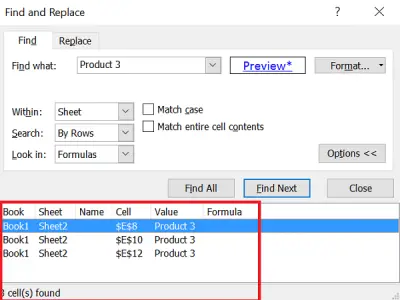 Find and Replace
Find Replace
Find what: Product 3 Preview* Format...
Within: Sheet Match case
Search: By Rows Match entire cell contents
Look in: Formulas Options <<
Find All Find Next Close
Book Sheet Name Cell Value Formula
Book1 Sheet2 $E$8 Product 3
Book1 Sheet2 $E$10 Product 3
Book1 Sheet2 $E$12 Product 3
cell(s) found